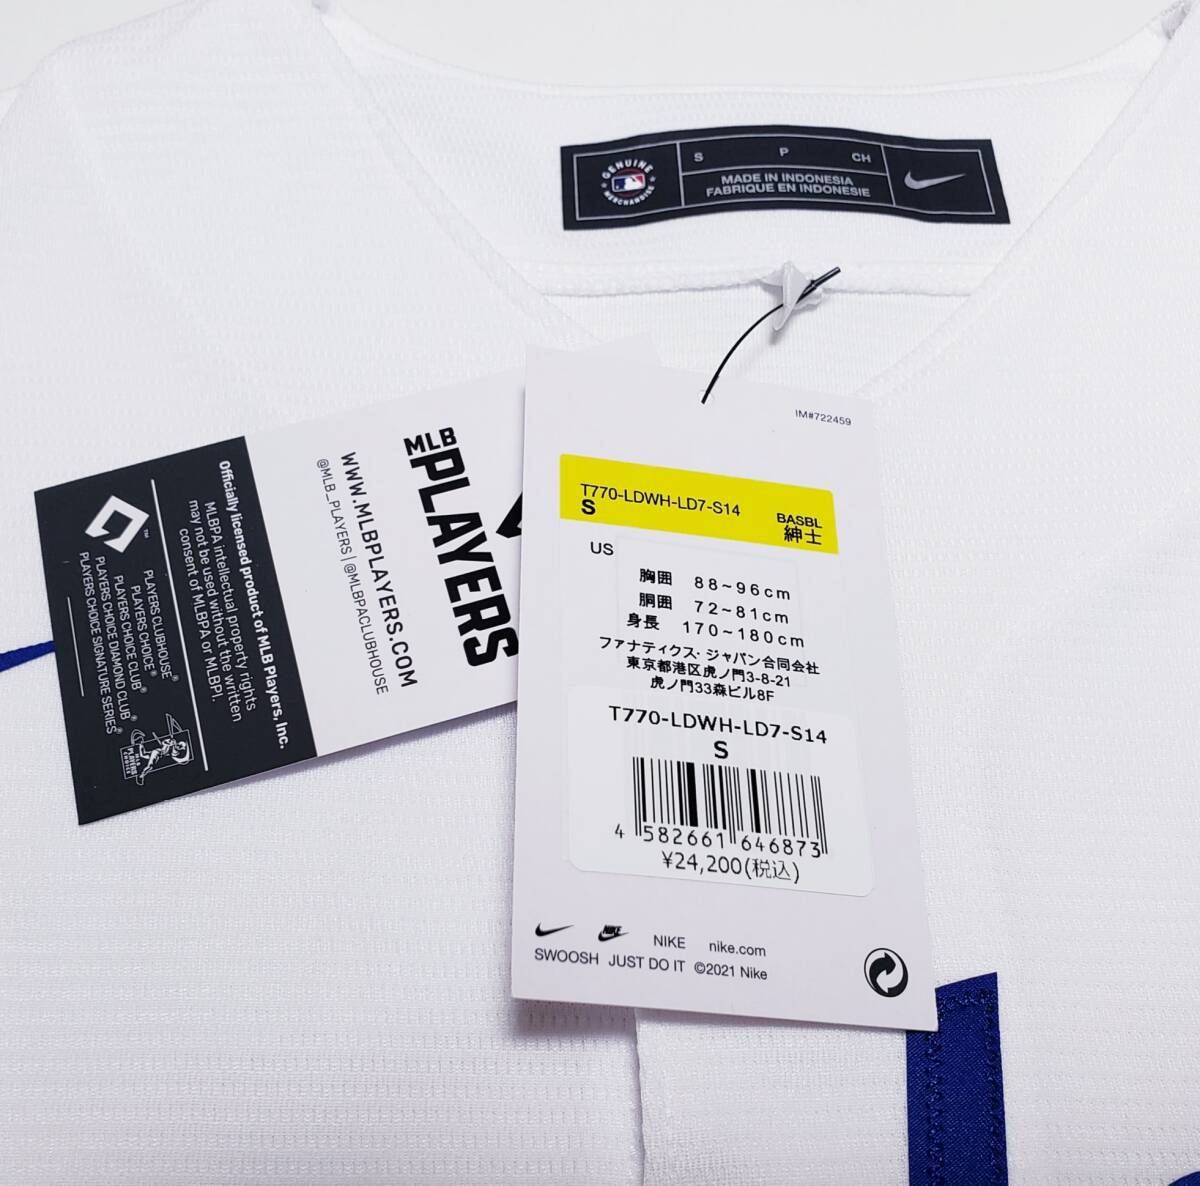 GENUINE
MERCHANDISE
S P CH
MADE IN INDONESIA
FABRIQUE EN INDONESIE
MLB
PLAYERS
WWW.MLBPLAYERS.COM
@MLB_PLAYERS | @MLBPACLUBHOUSE
Officially licensed product of MLB Players, Inc.
MLBPA intellectual property rights
may not be used without the written
consent of MLBPA or MLBPI.
PLAYERS CLUBHOUSE®
PLAYERS CHOICE®
PLAYERS CHOICE CLUB®
PLAYERS CHOICE DIAMOND CLUB®
PLAYERS CHOICE SIGNATURE SERIES®
TM
IM#722459
T770-LDWH-LD7-S14
S
BASBL
紳士
US
胸囲 88~96cm
胴囲 72~81cm
身長 170~180cm
ファナティクス・ジャパン合同会社
東京都港区虎ノ門3-8-21
虎ノ門33森ビル8F
T770-LDWH-LD7-S14
S
4 582661 646873
¥24,200(税込)
NIKE
NIKE nike.com
SWOOSH JUST DO IT ©2021 Nike